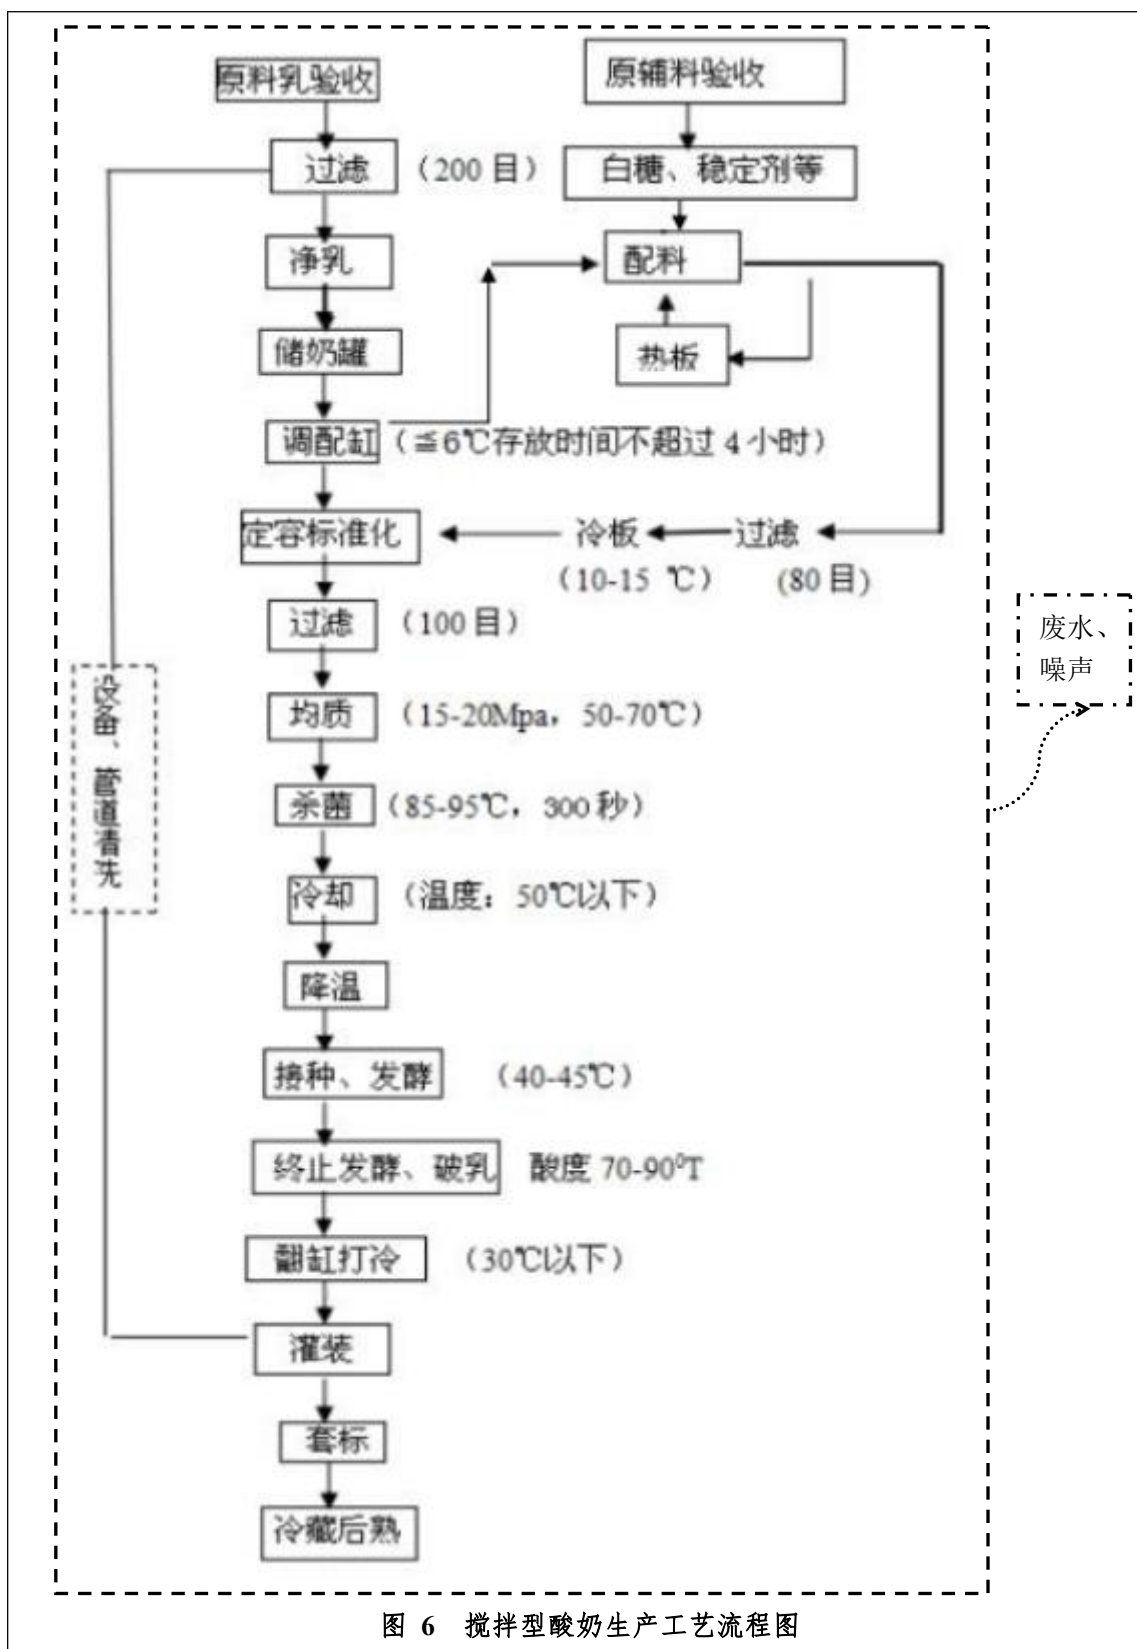 原料乳验收
原辅料验收
过滤 （200 目）
白糖、稳定剂等
净乳
配料
储奶罐
热板
调配缸 （≦6℃存放时间不超过 4 小时）
定容标准化
冷板
过滤
（10-15 ℃）
(80 目)
过滤 （100 目）
废水、
噪声
设备、管道清洗
均质 （15-20Mpa，50-70℃）
杀菌 （85-95℃，300 秒）
冷却 （温度：50℃以下）
降温
接种、发酵 （40-45℃）
终止发酵、破乳 酸度 70-90⁰T
翻缸打冷 （30℃以下）
灌装
套标
冷藏后熟
图 6 搅拌型酸奶生产工艺流程图